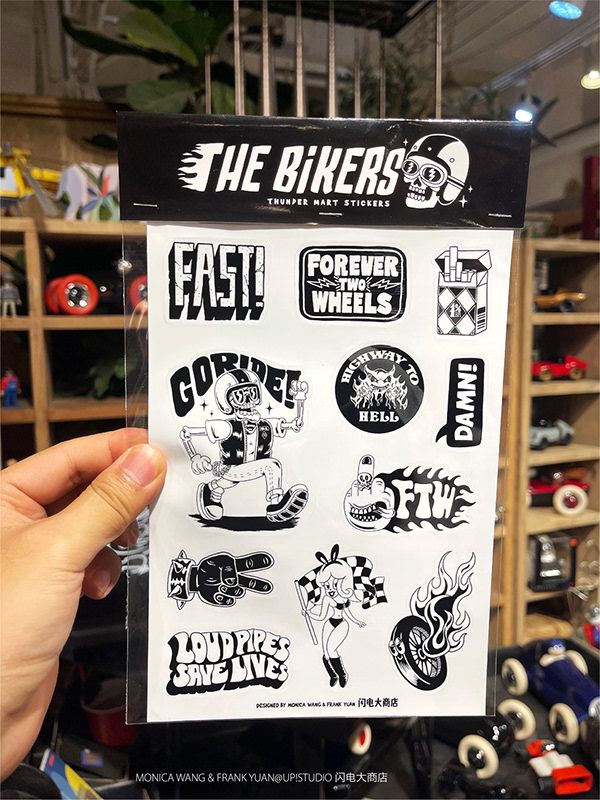 THE BiKERS
THUNDER MART STICKERS
FAST!
FOREVER
TWO
WHEELS
1%
GORIDE!
HIGHWAY TO
HELL
DAMN!
FTW
LOUD PIPES
SAVE LIVES
DESIGNED BY MONICA WANG & FRANK YUAN 闪电大商店
MONICA WANG & FRANK YUAN@UP!STUDIO 闪电大商店